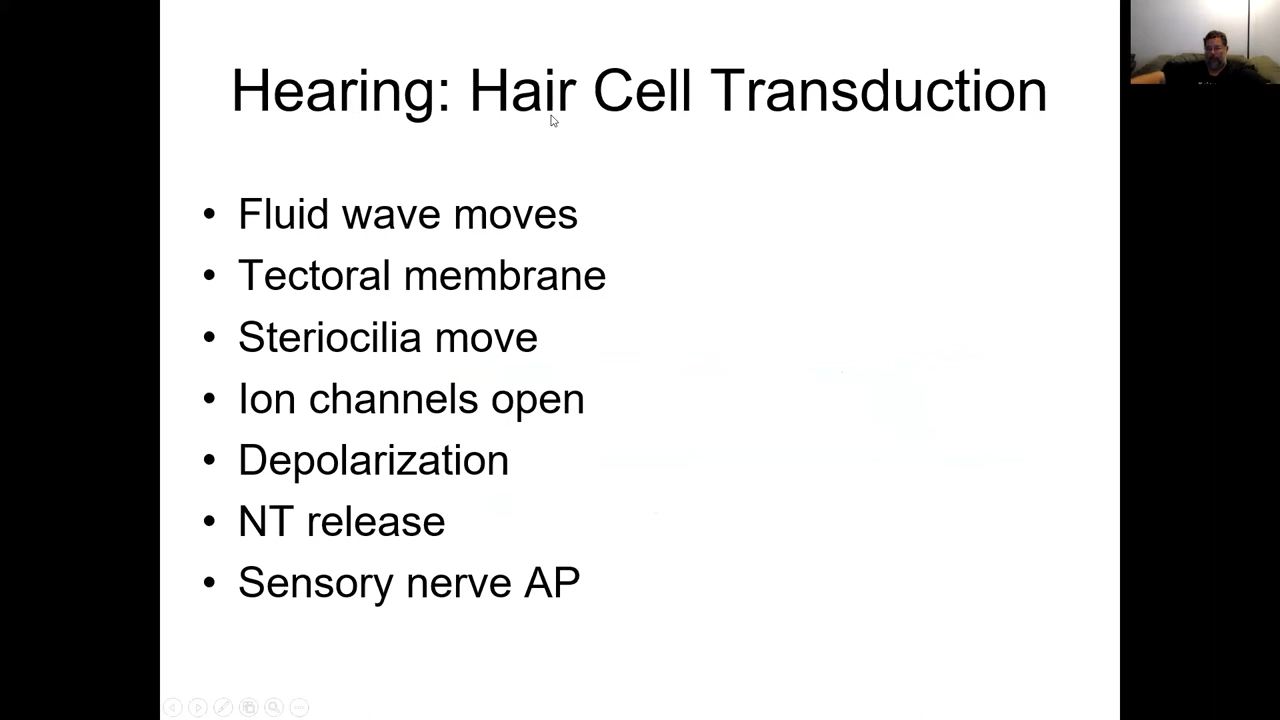 Hearing: Hair Cell Transduction
• Fluid wave moves
• Tectoral membrane
• Steriocilia move
• Ion channels open
• Depolarization
• NT release
• Sensory nerve AP